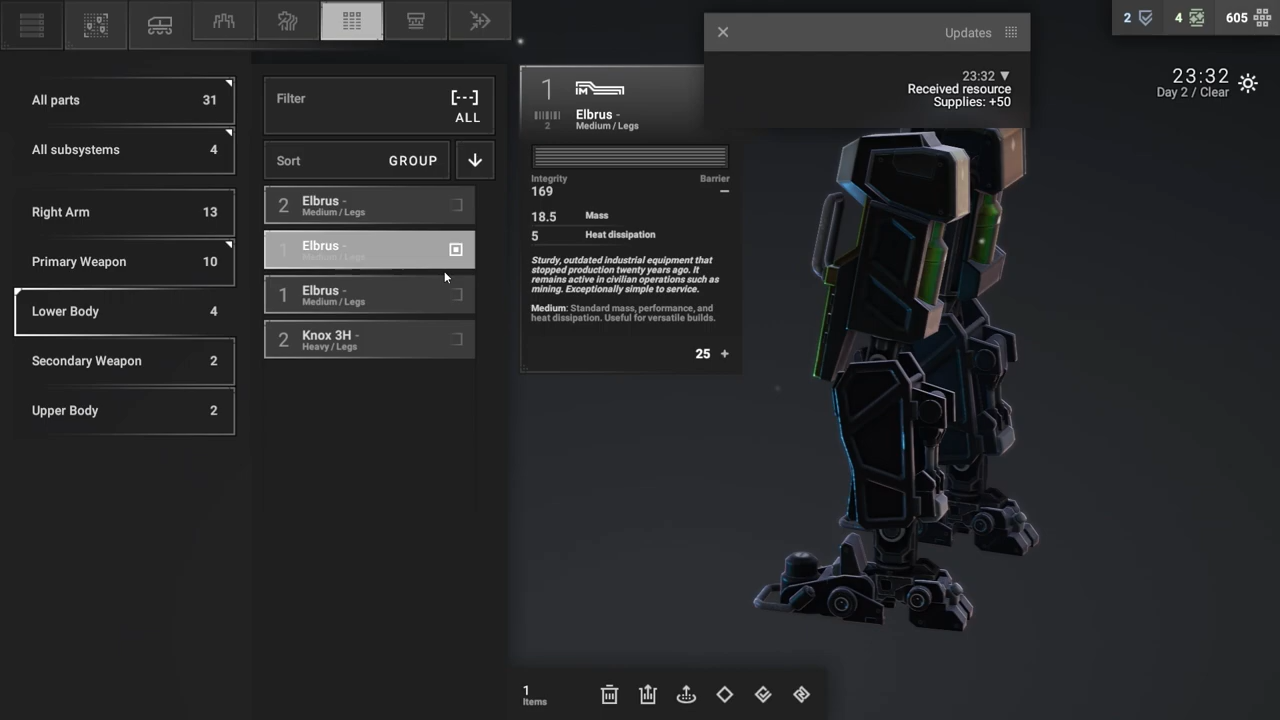 2
4
605
Updates
23:32 ▼
Received resource
Supplies: +50
23:32
Day 2 / Clear
All parts 31
All subsystems 4
Right Arm 13
Primary Weapon 10
Lower Body 4
Secondary Weapon 2
Upper Body 2
Filter
[---]
ALL
Sort GROUP
2 Elbrus -
Medium / Legs
1 Elbrus -
Medium / Legs
1 Elbrus -
Medium / Legs
2 Knox 3H -
Heavy / Legs
1
2
Elbrus -
Medium / Legs
Integrity Barrier
169 —
18.5 Mass
5 Heat dissipation
Sturdy, outdated industrial equipment that
stopped production twenty years ago. It
remains active in civilian operations such as
mining. Exceptionally simple to service.
Medium: Standard mass, performance, and
heat dissipation. Useful for versatile builds.
25 +
1
Items